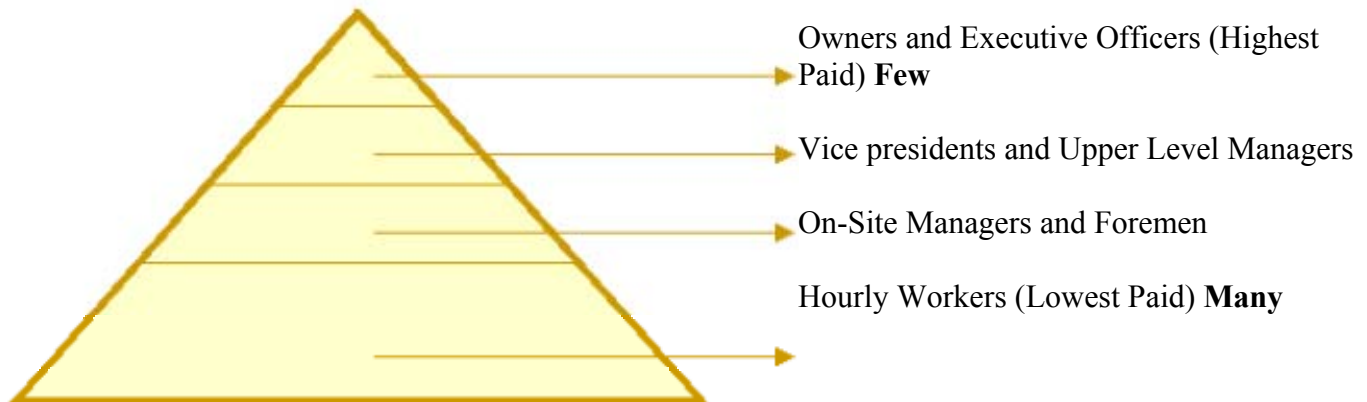 Owners and Executive Officers (Highest
Paid) Few
Vice presidents and Upper Level Managers
On-Site Managers and Foremen
Hourly Workers (Lowest Paid) Many